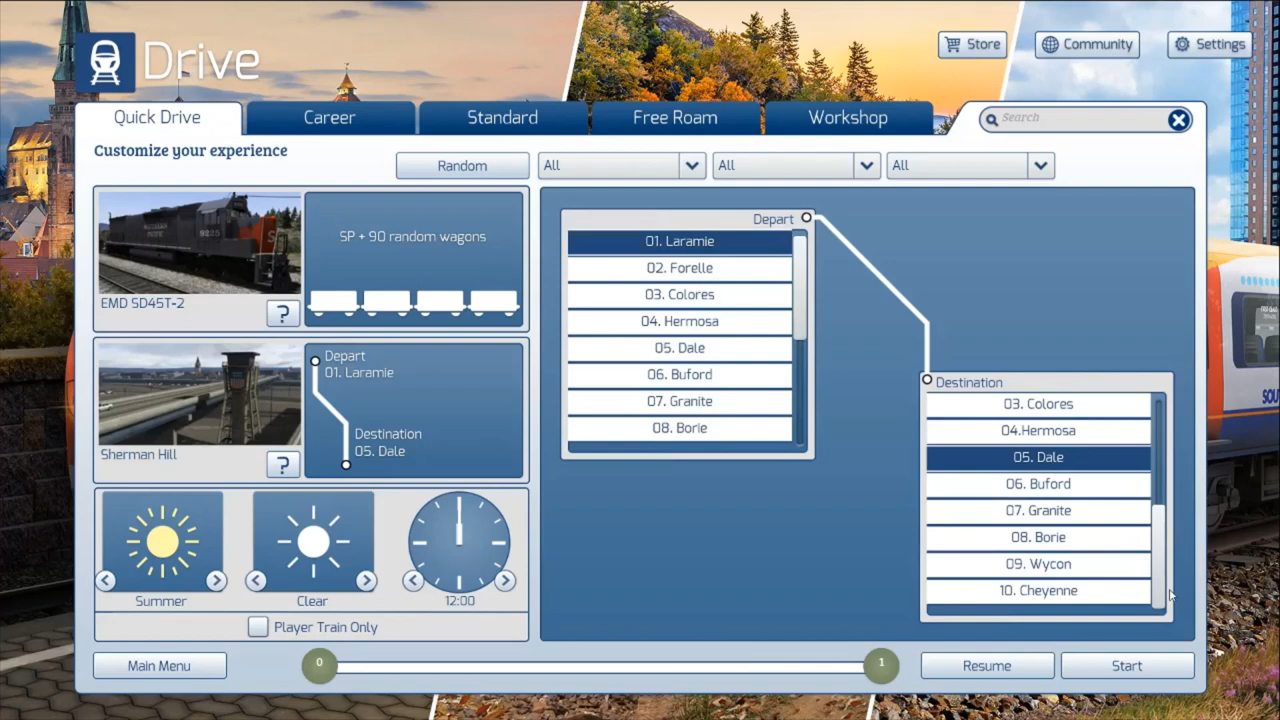 Drive
Store
Community
Settings
Quick Drive
Career
Standard
Free Roam
Workshop
Search
Customize your experience
Random
All
All
All
SP + 90 random wagons
9225
EMD SD45T-2
?
Depart
01. Laramie
Destination
05. Dale
Sherman Hill
?
Summer
Clear
12:00
Player Train Only
Depart
01. Laramie
02. Forelle
03. Colores
04. Hermosa
05. Dale
06. Buford
07. Granite
08. Borie
Destination
03. Colores
04.Hermosa
05. Dale
06. Buford
07. Granite
08. Borie
09. Wycon
10. Cheyenne
Main Menu
0
1
Resume
Start